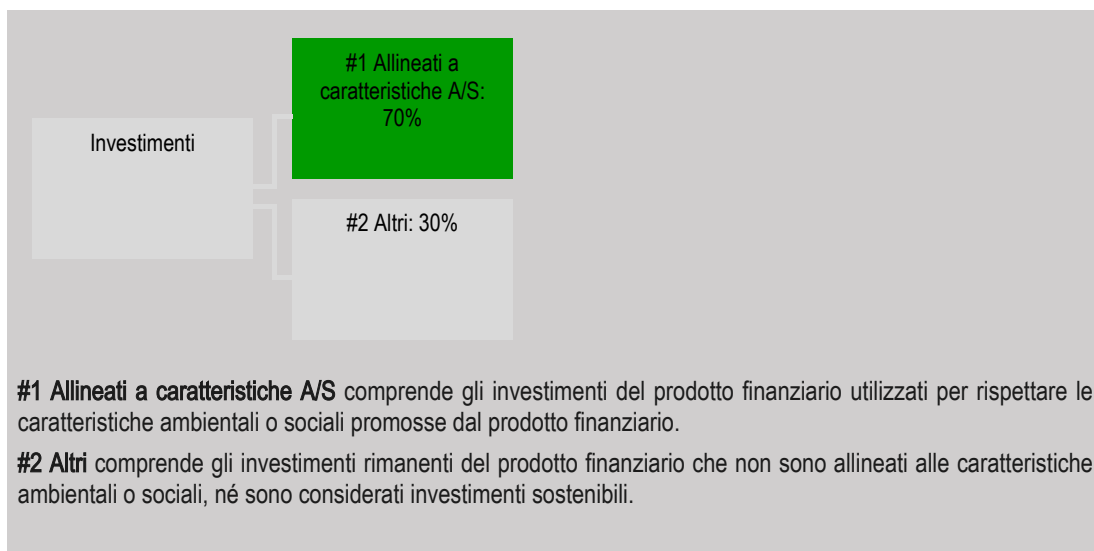 #1 Allineati a
caratteristiche A/S:
70%
Investimenti
#2 Altri: 30%
#1 Allineati a caratteristiche A/S comprende gli investimenti del prodotto finanziario utilizzati per rispettare le
caratteristiche ambientali o sociali promosse dal prodotto finanziario.
#2 Altri comprende gli investimenti rimanenti del prodotto finanziario che non sono allineati alle caratteristiche
ambientali o sociali, né sono considerati investimenti sostenibili.